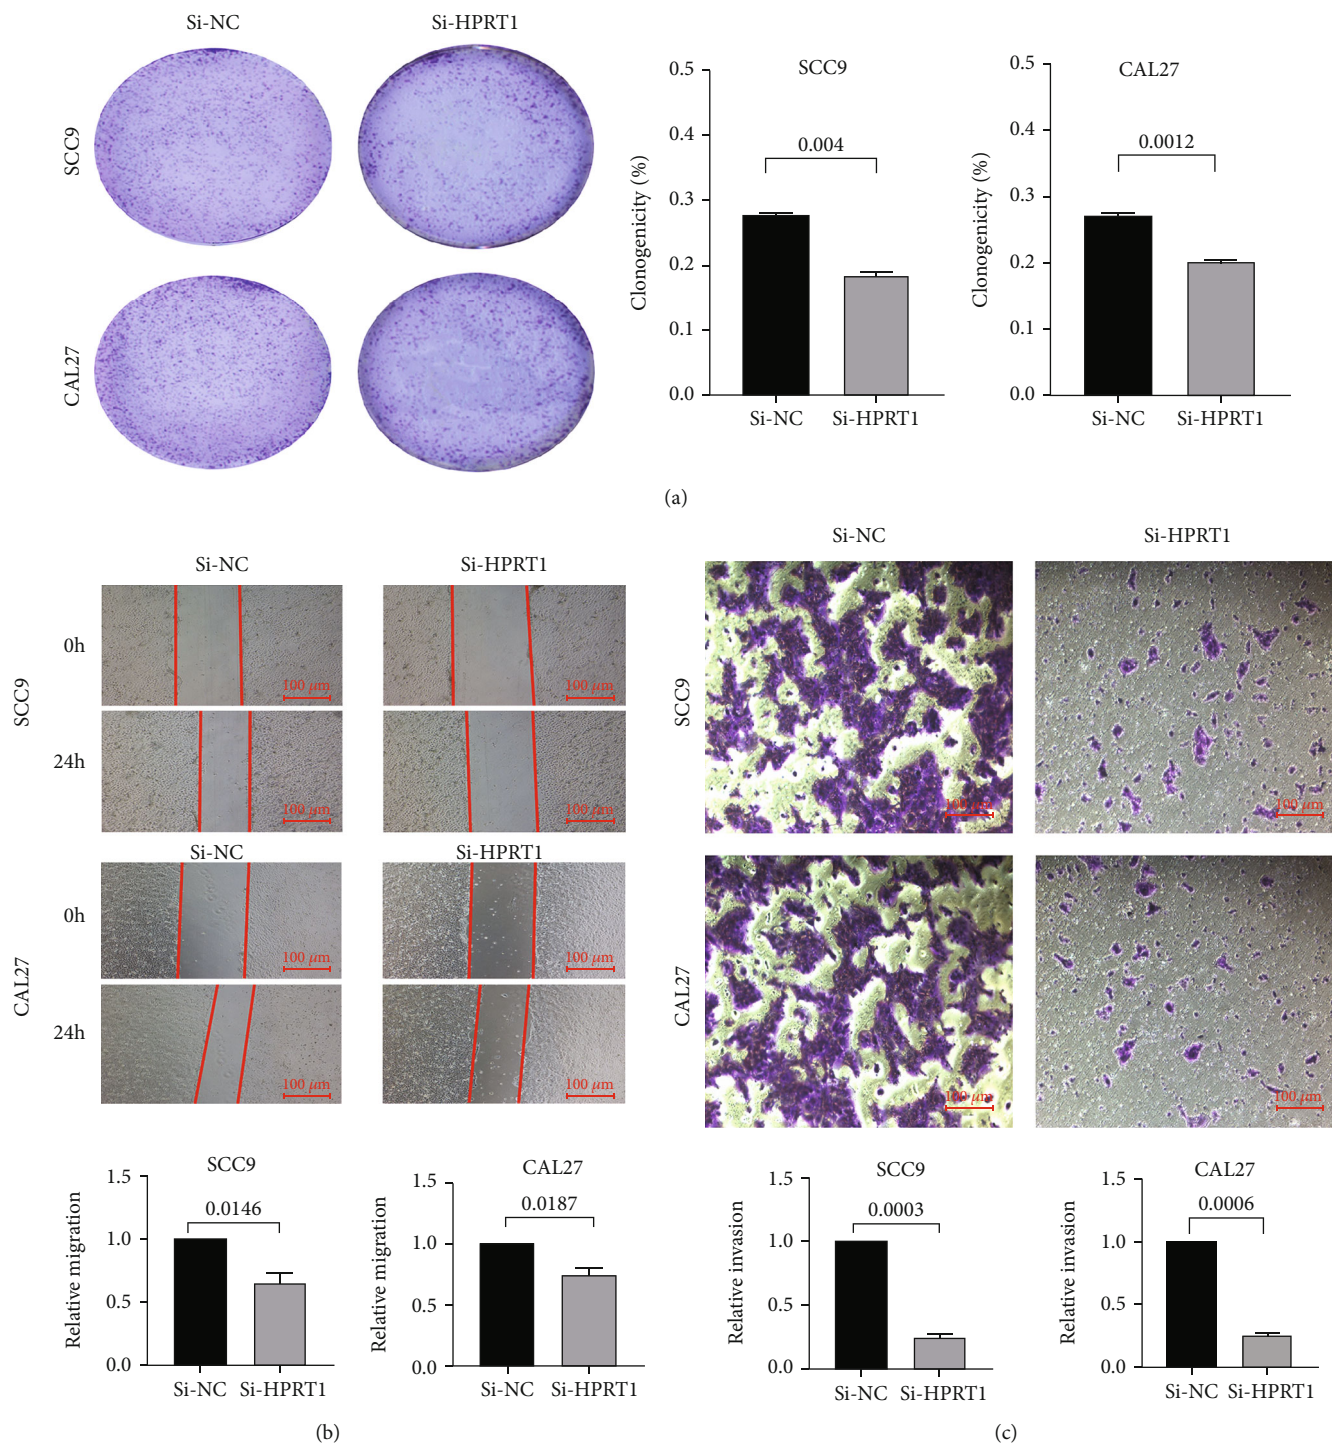 Si-NC Si-HPRT1
SCC9
CAL27
SCC9
0.5
0.4
0.3
0.2
0.1
0.0
Clonogenicity (%)
0.004
Si-NC Si-HPRT1
CAL27
0.5
0.4
0.3
0.2
0.1
0.0
Clonogenicity (%)
0.0012
Si-NC Si-HPRT1
(a)
Si-NC Si-HPRT1
SCC9
0h
100 μm
100 μm
24h
100 μm
100 μm
Si-NC Si-HPRT1
CAL27
0h
100 μm
100 μm
24h
100 μm
100 μm
SCC9
1.5
1.0
0.5
0.0
Relative migration
0.0146
Si-NC Si-HPRT1
CAL27
1.5
1.0
0.5
0.0
Relative migration
0.0187
Si-NC Si-HPRT1
(b)
Si-NC Si-HPRT1
SCC9
100 μm
100 μm
CAL27
100 μm
100 μm
SCC9
1.5
1.0
0.5
0.0
Relative invasion
0.0003
Si-NC Si-HPRT1
CAL27
1.5
1.0
0.5
0.0
Relative invasion
0.0006
Si-NC Si-HPRT1
(c)